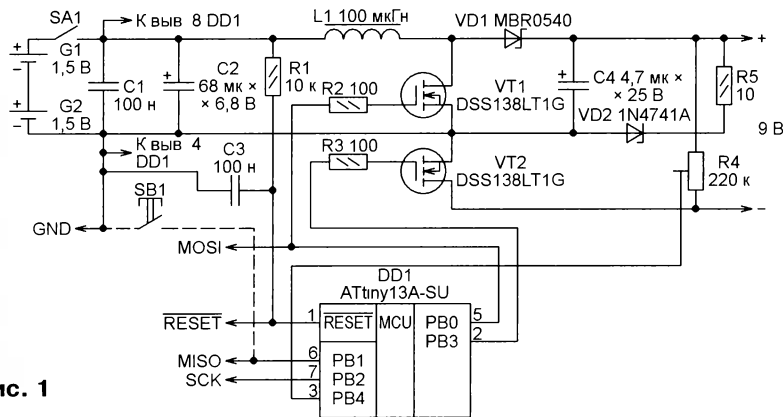 SA1
К выв 8 DD1
L1 100 мкГн
VD1 MBR0540
+
+
G1
1,5 В
−
C1
100 н
+
C2
68 мк ×
× 6,8 В
R1
10 к
R2 100
VT1
DSS138LT1G
+
C4 4,7 мк ×
× 25 В
VD2 1N4741A
R5
10
G2
+
1,5 В
−
9 В
К выв 4
DD1
C3
100 н
R3 100
VT2
DSS138LT1G
R4
220 к
−
SB1
GND
MOSI
DD1
ATtiny13A-SU
RESET
1
RESET
MCU
PB0
5
PB3
2
MISO
6
PB1
SCK
7
PB2
3
PB4
ис. 1